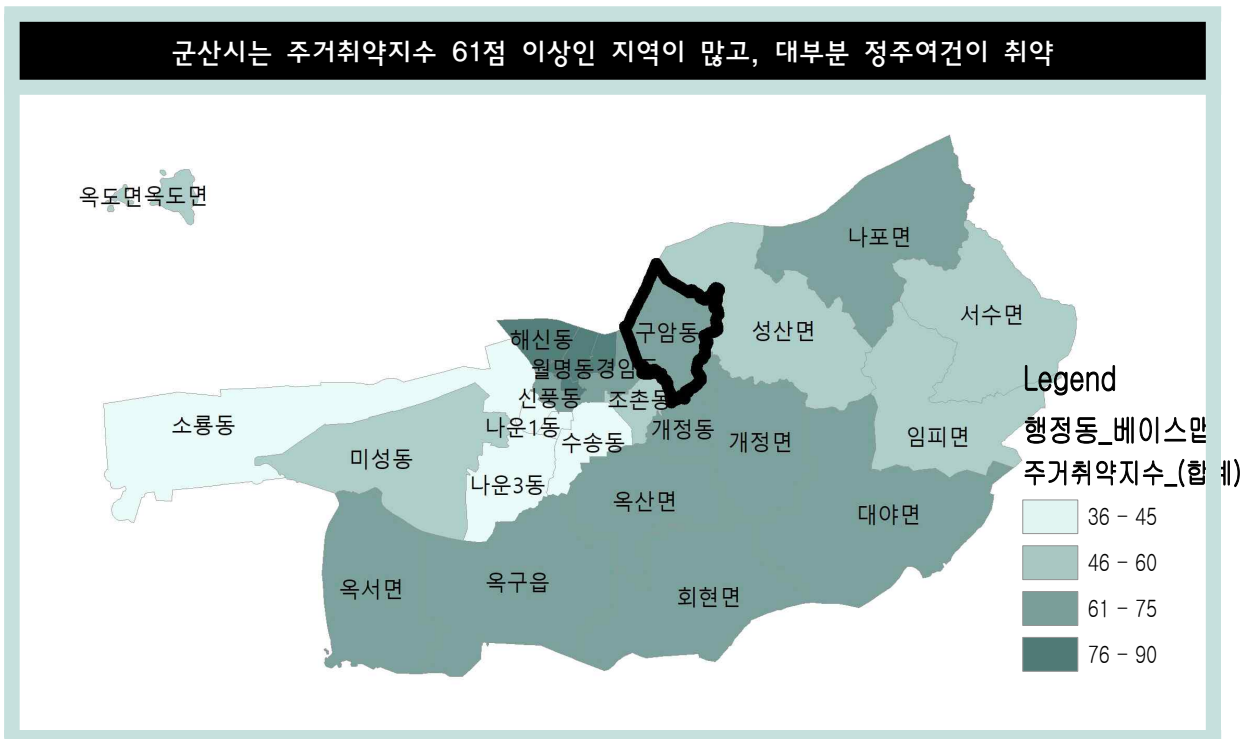 군산시는 주거취약지수 61점 이상인 지역이 많고, 대부분 정주여건이 취약
옥도면 옥도면
나포면
서수면
해신동
구암동
성산면
월명동 경암동
신풍동
조촌동
소룡동
나운1동
수송동
개정동
개정면
임피면
미성동
나운3동
옥산면
대야면
옥서면
옥구읍
회현면
Legend
행정동_베이스맵
주거취약지수_(합계)
36 - 45
46 - 60
61 - 75
76 - 90